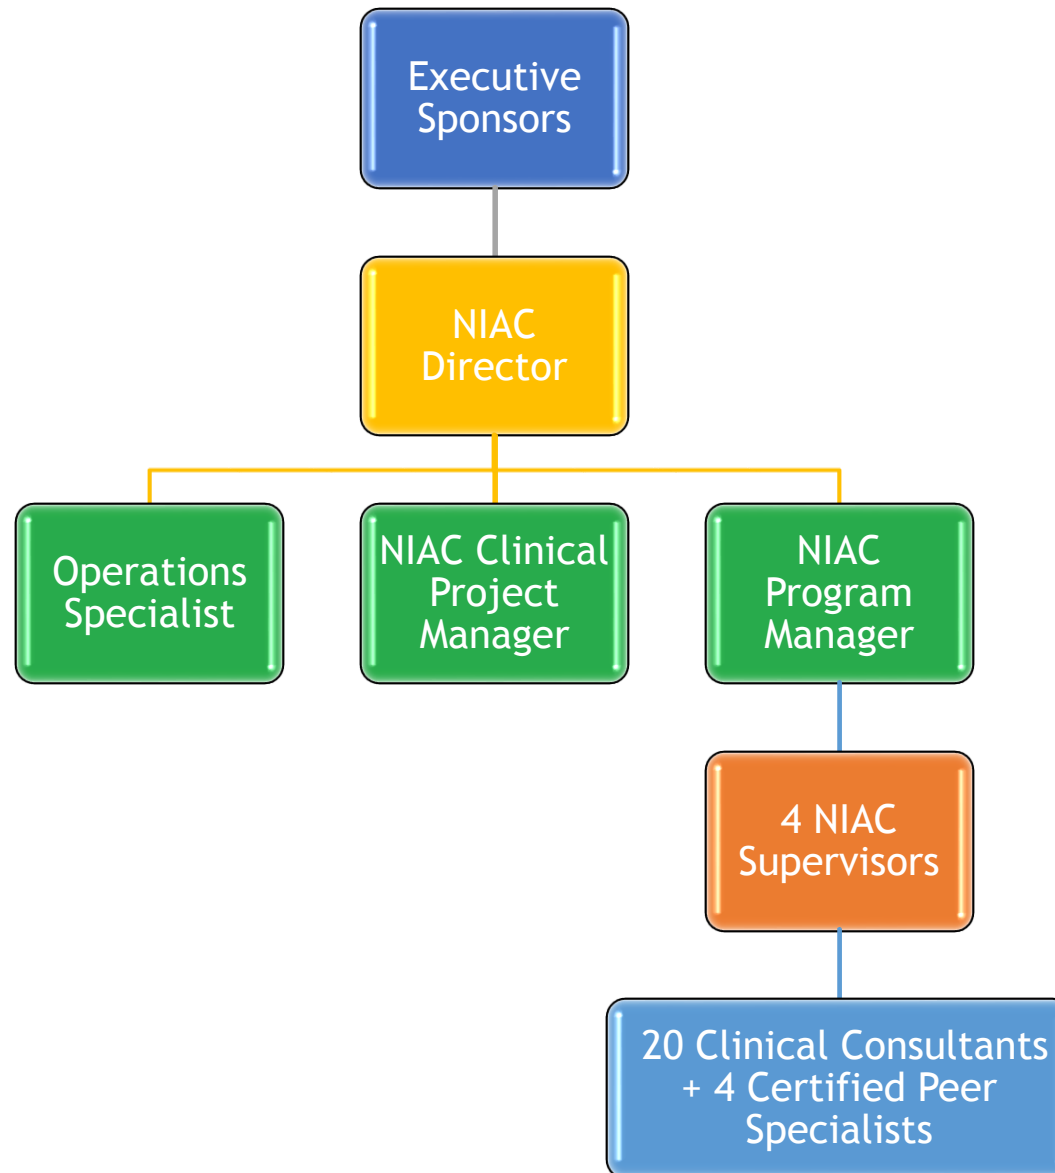 Executive
Sponsors
NIAC
Director
Operations
Specialist
NIAC Clinical
Project
Manager
NIAC
Program
Manager
4 NIAC
Supervisors
20 Clinical Consultants
+ 4 Certified Peer
Specialists